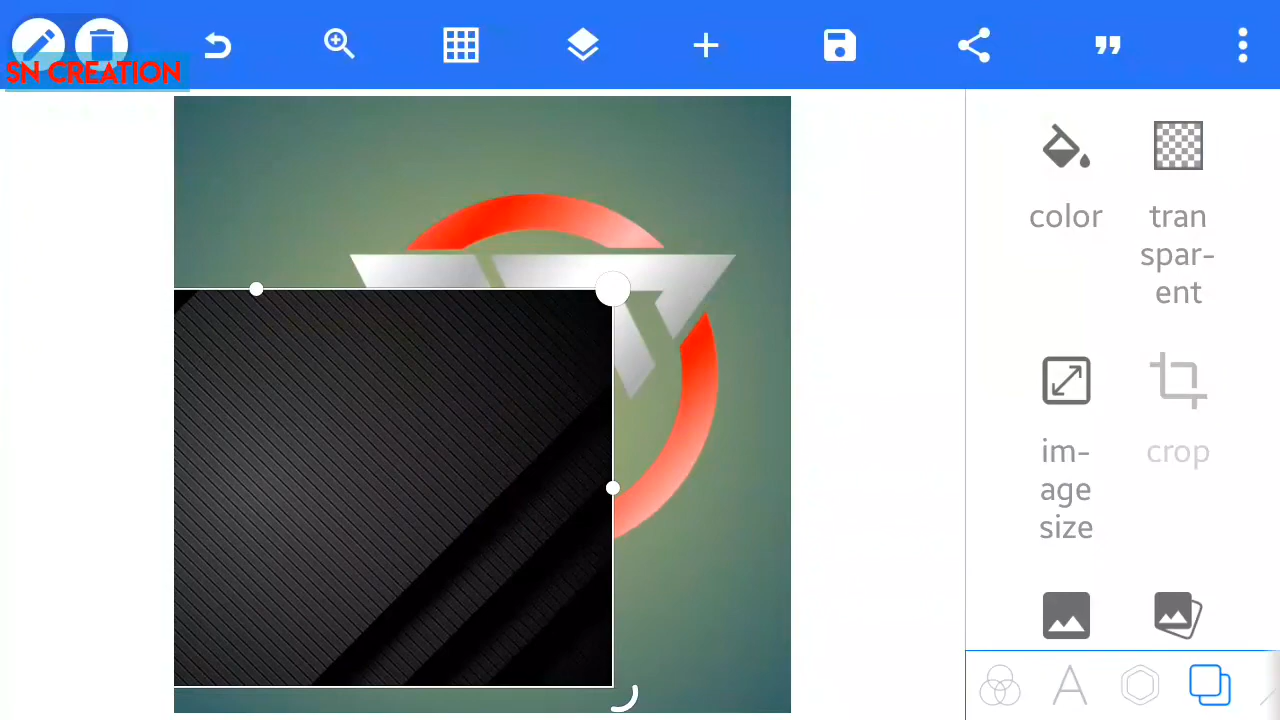 SN CREATION
color
tran
spar-
ent
im-
age
size
crop